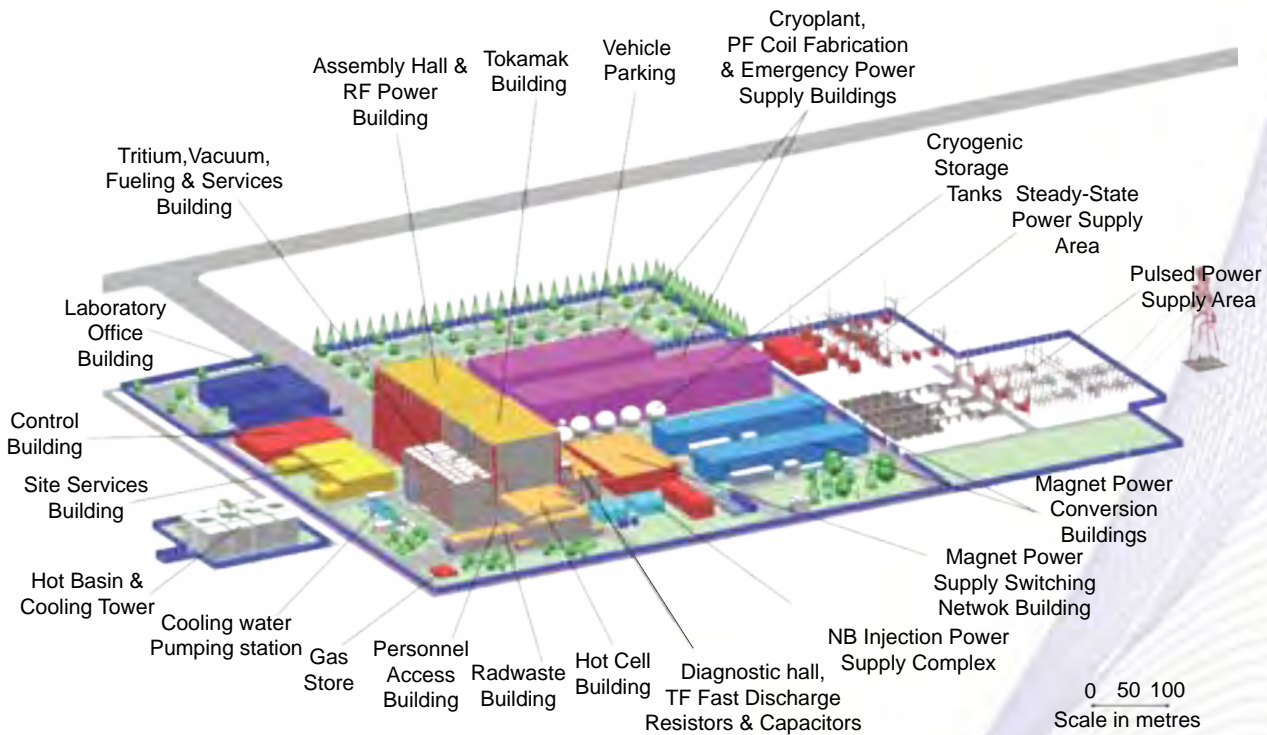 Cryoplant,
PF Coil Fabrication
& Emergency Power
Supply Buildings
Vehicle
Parking
Tokamak
Building
Assembly Hall &
RF Power
Building
Tritium,Vacuum,
Fueling & Services
Building
Cryogenic
Storage
Tanks
Steady-State
Power Supply
Area
Pulsed Power
Supply Area
Laboratory
Office
Building
Control
Building
Site Services
Building
Hot Basin &
Cooling Tower
Cooling water
Pumping station
Gas
Store
Personnel
Access
Building
Radwaste
Building
Hot Cell
Building
Diagnostic hall,
TF Fast Discharge
Resistors & Capacitors
NB Injection Power
Supply Complex
Magnet Power
Supply Switching
Netwok Building
Magnet Power
Conversion
Buildings
0 50 100
Scale in metres